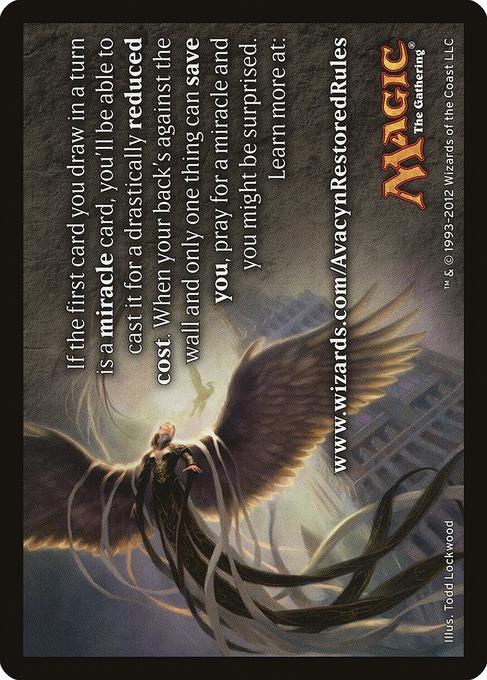 If the first card you draw in a turn
is a miracle card, you'll be able to
cast it for a drastically reduced
cost. When your back's against the
wall and only one thing can save
you, pray for a miracle and
you might be surprised.
Learn more at:
www.wizards.com/AvacynRestoredRules
MAGIC
The Gathering®
Illus. Todd Lockwood
™ & © 1993–2012 Wizards of the Coast LLC